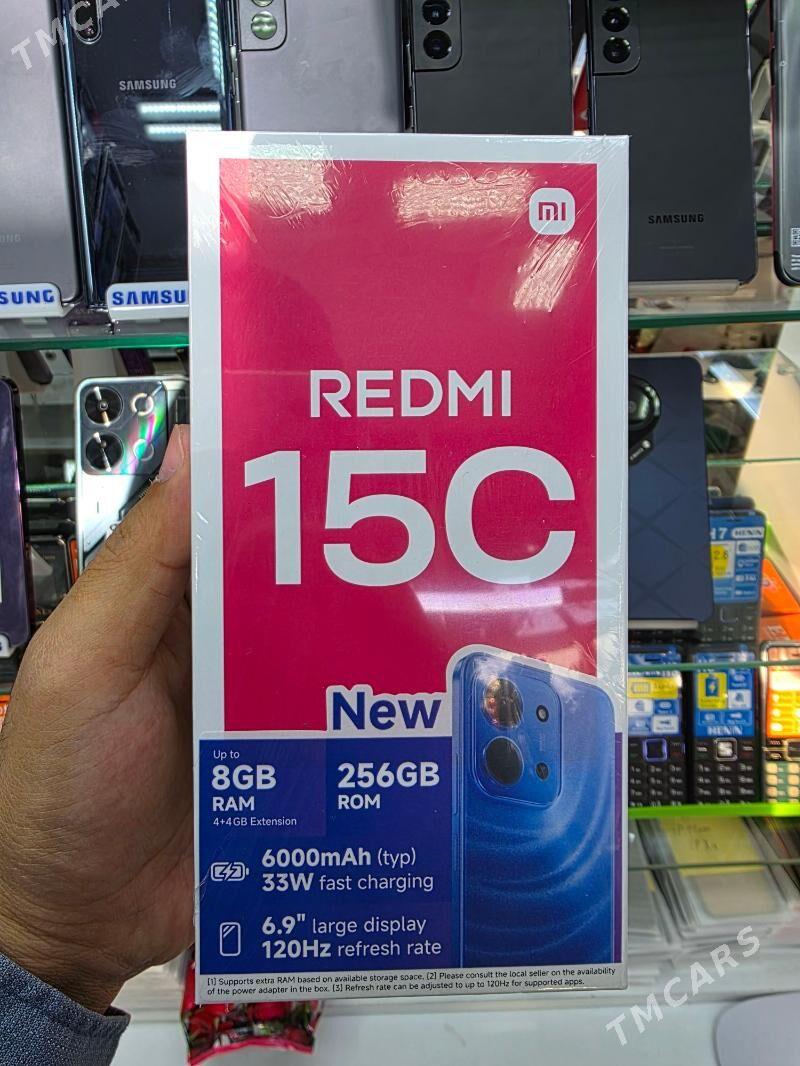 TMCARS
SAMSUNG
SAMSUNG
SUNG
SAMSU
mi
REDMI
15C
New
Up to
8GB
RAM
4+4GB Extension
256GB
ROM
6000mAh (typ)
33W fast charging
6.9" large display
120Hz refresh rate
[1] Supports extra RAM based on available storage space. [2] Please consult the local seller on the availability
of the power adapter in the box. [3] Refresh rate can be adjusted to up to 120Hz for supported apps.
TMCARS